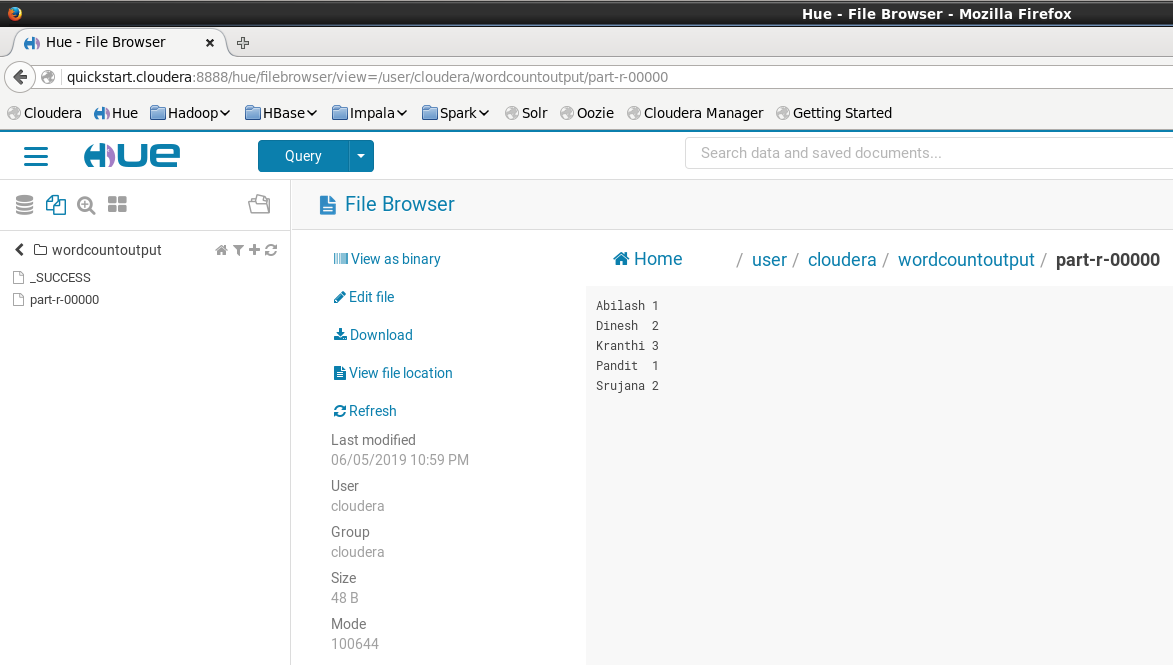 Hue - File Browser - Mozilla Firefox
Hue - File Browser
quickstart.cloudera:8888/hue/filebrowser/view=/user/cloudera/wordcountoutput/part-r-00000
Cloudera Hue Hadoop HBase Impala Spark Solr Oozie Cloudera Manager Getting Started
HUE Query Search data and saved documents...
File Browser
wordcountoutput
_SUCCESS
part-r-00000
View as binary
Edit file
Download
View file location
Refresh
Last modified
06/05/2019 10:59 PM
User
cloudera
Group
cloudera
Size
48 B
Mode
100644
Home / user / cloudera / wordcountoutput / part-r-00000
Abilash 1
Dinesh 2
Kranthi 3
Pandit 1
Srujana 2